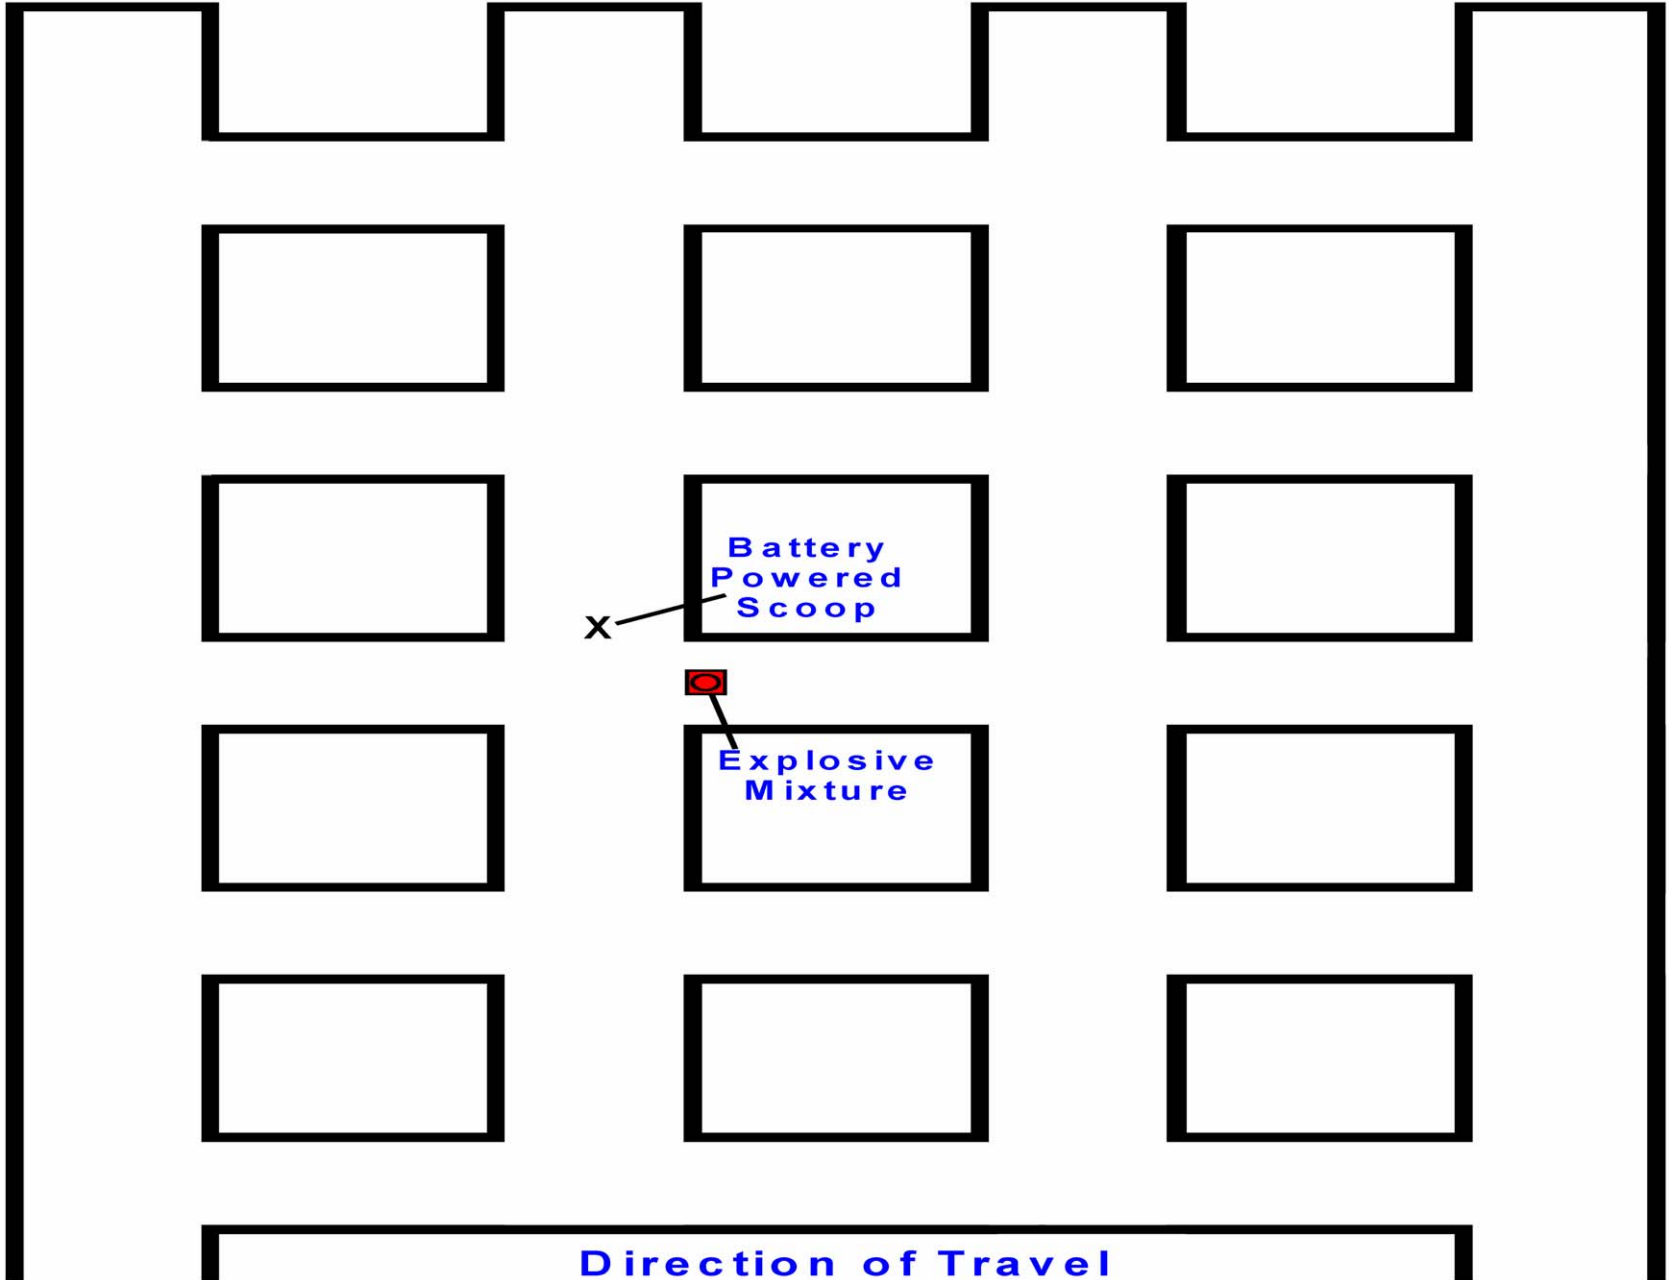 Battery
Powered
Scoop
X
Explosive
Mixture
Direction of Travel